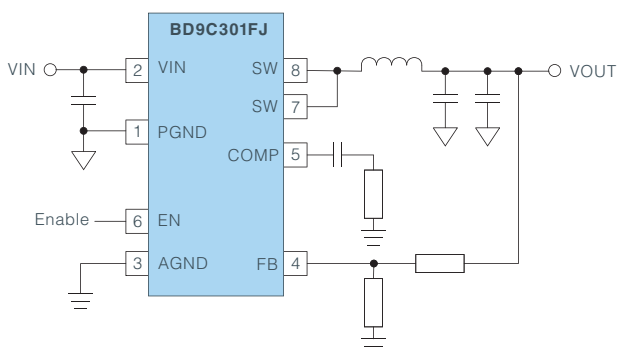 BD9C301FJ
VIN 2 VIN SW 8 VOUT
SW 7
1 PGND
COMP 5
Enable 6 EN
3 AGND FB 4